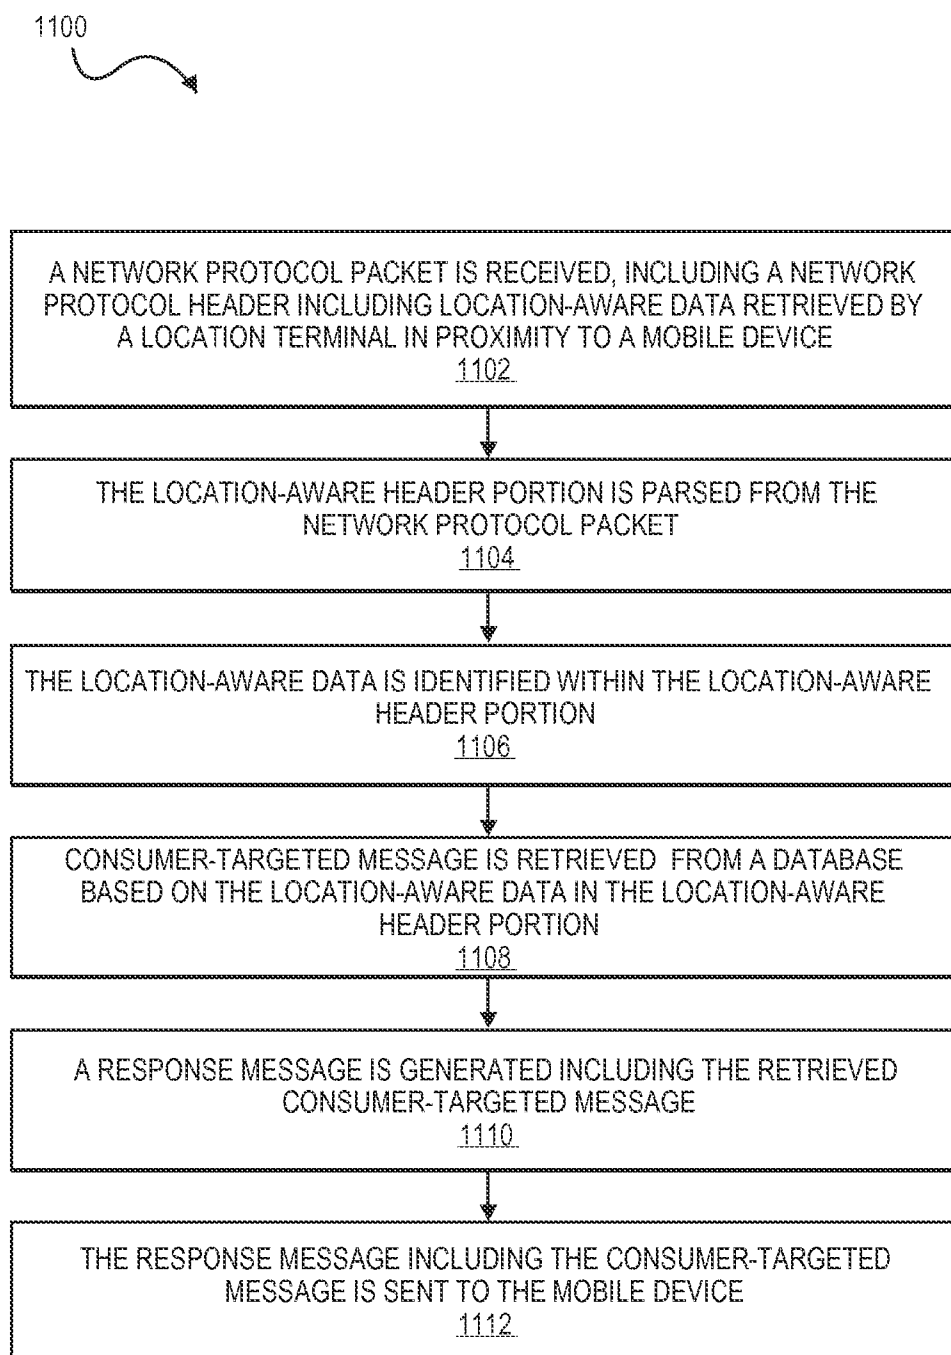 1100
A NETWORK PROTOCOL PACKET IS RECEIVED, INCLUDING A NETWORK
PROTOCOL HEADER INCLUDING LOCATION-AWARE DATA RETRIEVED BY
A LOCATION TERMINAL IN PROXIMITY TO A MOBILE DEVICE
1102
THE LOCATION-AWARE HEADER PORTION IS PARSED FROM THE
NETWORK PROTOCOL PACKET
1104
THE LOCATION-AWARE DATA IS IDENTIFIED WITHIN THE LOCATION-AWARE
HEADER PORTION
1106
CONSUMER-TARGETED MESSAGE IS RETRIEVED FROM A DATABASE
BASED ON THE LOCATION-AWARE DATA IN THE LOCATION-AWARE
HEADER PORTION
1108
A RESPONSE MESSAGE IS GENERATED INCLUDING THE RETRIEVED
CONSUMER-TARGETED MESSAGE
1110
THE RESPONSE MESSAGE INCLUDING THE CONSUMER-TARGETED
MESSAGE IS SENT TO THE MOBILE DEVICE
1112